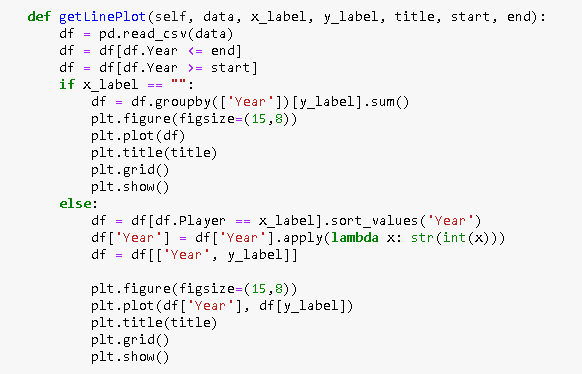 def getLinePlot(self, data, x_label, y_label, title, start, end):
    df = pd.read_csv(data)
    df = df[df.Year <= end]
    df = df[df.Year >= start]
    if x_label == "":
        df = df.groupby(['Year'])[y_label].sum()
        plt.figure(figsize=(15,8))
        plt.plot(df)
        plt.title(title)
        plt.grid()
        plt.show()
    else:
        df = df[df.Player == x_label].sort_values('Year')
        df['Year'] = df['Year'].apply(lambda x: str(int(x)))
        df = df[['Year', y_label]]

        plt.figure(figsize=(15,8))
        plt.plot(df['Year'], df[y_label])
        plt.title(title)
        plt.grid()
        plt.show()